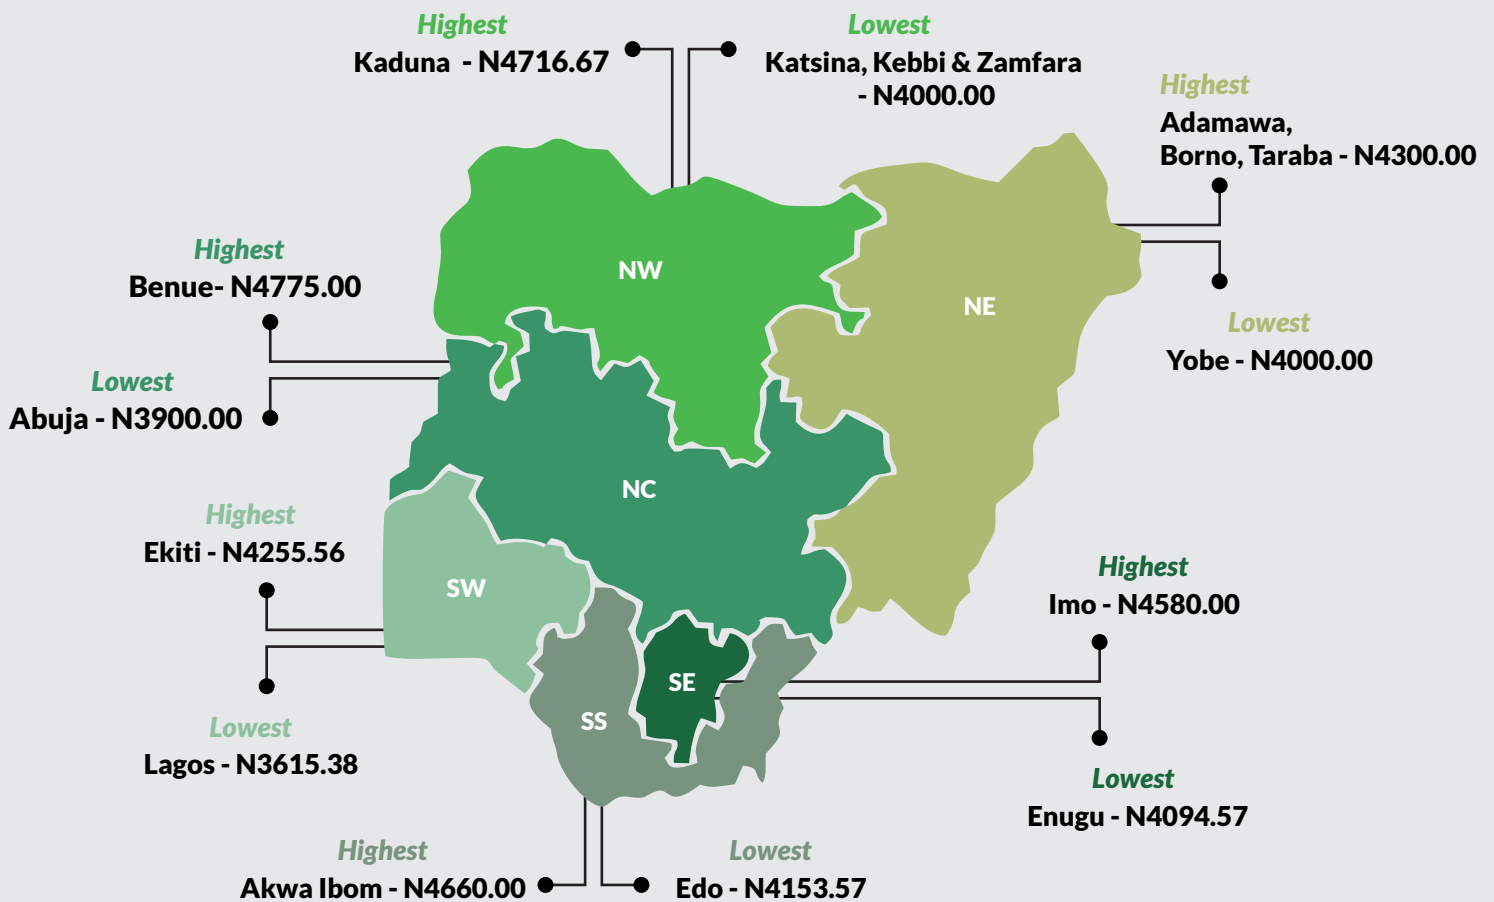 Highest
Kaduna - N4716.67
Lowest
Katsina, Kebbi & Zamfara
- N4000.00
Highest
Adamawa,
Borno, Taraba - N4300.00
Highest
Benue- N4775.00
NW
NE
Lowest
Yobe - N4000.00
Lowest
Abuja - N3900.00
NC
Highest
Ekiti - N4255.56
SW
Highest
Imo - N4580.00
SE
SS
Lowest
Lagos - N3615.38
Lowest
Enugu - N4094.57
Highest
Akwa Ibom - N4660.00
Lowest
Edo - N4153.57